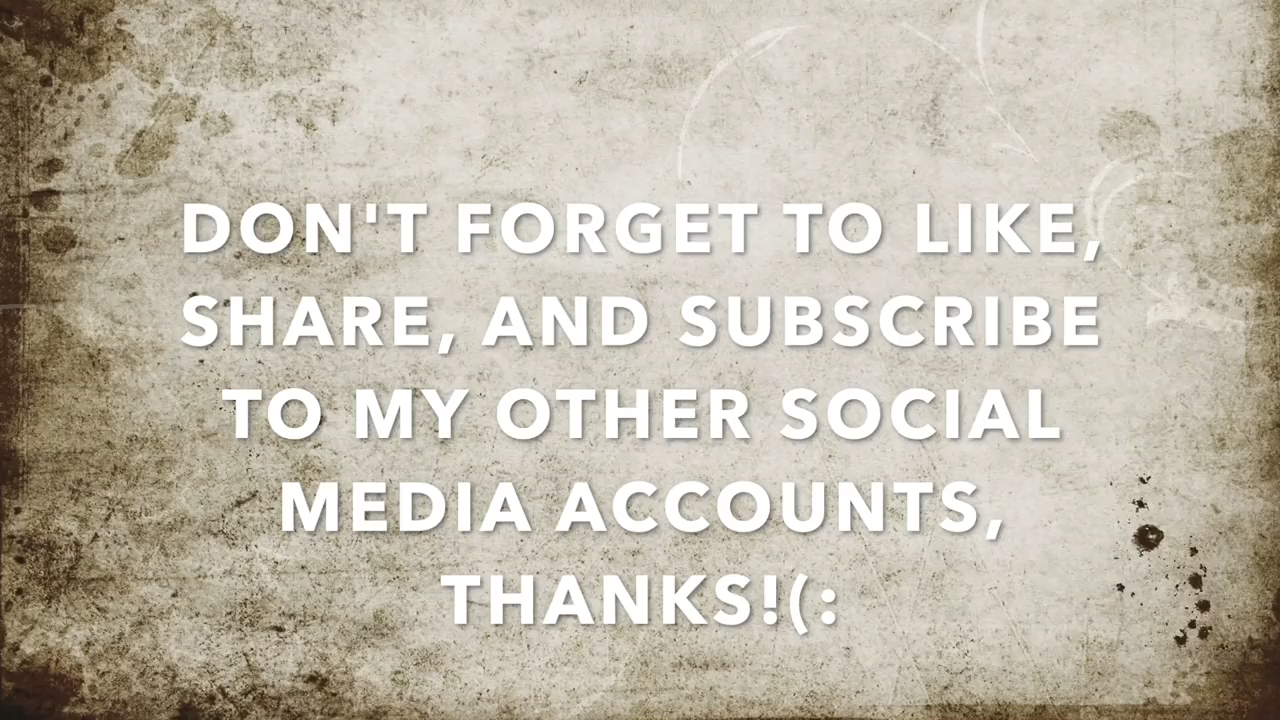 DON'T FORGET TO LIKE,
SHARE, AND SUBSCRIBE
TO MY OTHER SOCIAL
MEDIA ACCOUNTS,
THANKS!(: